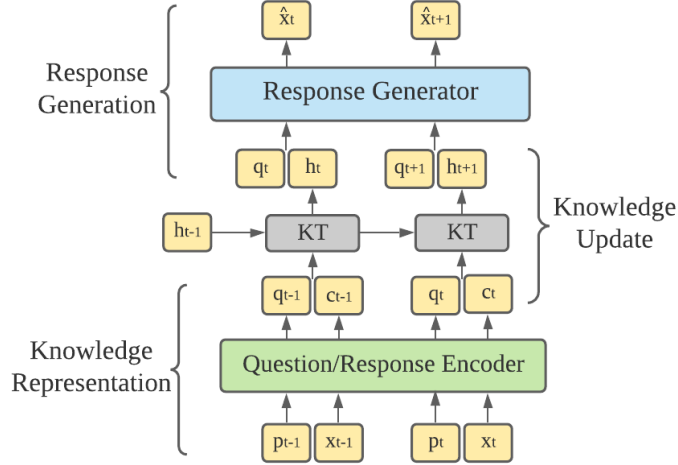 x̂t x̂t+1
Response
Generation
Response Generator
qt ht qt+1 ht+1
Knowledge
Update
ht-1 KT KT
qt-1 ct-1 qt ct
Knowledge
Representation
Question/Response Encoder
pt-1 xt-1 pt xt